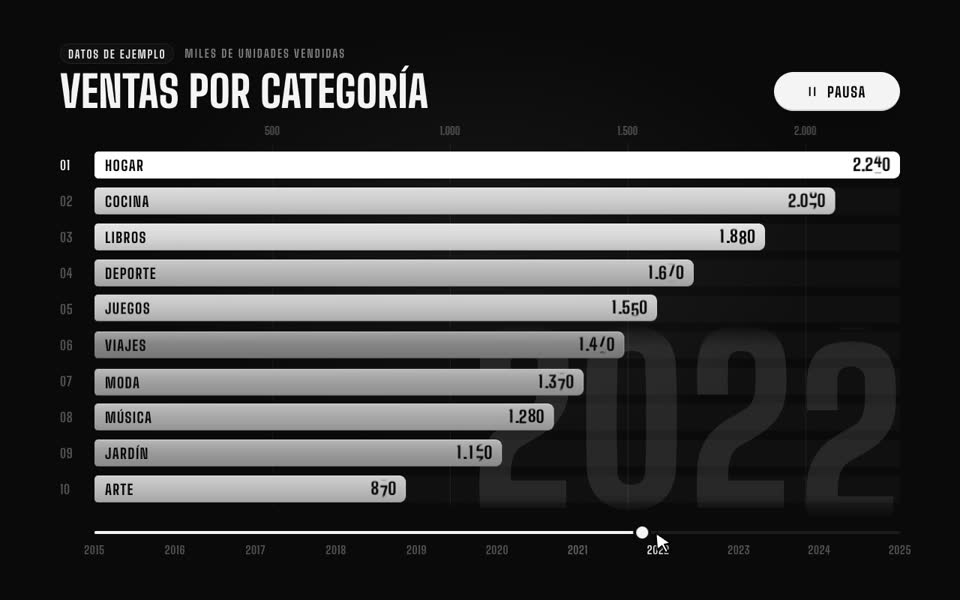 DATOS DE EJEMPLO MILES DE UNIDADES VENDIDAS
VENTAS POR CATEGORÍA
PAUSA
500 1.000 1.500 2.000
01 HOGAR 2.240
02 COCINA
03 LIBROS 1.880
04 DEPORTE
05 JUEGOS 1.550
06 VIAJES
07 MODA 1.370
08 MÚSICA 1.280
09 JARDÍN
10 ARTE 870
2022
2015 2016 2017 2018 2019 2020 2021 2022 2023 2024 2025